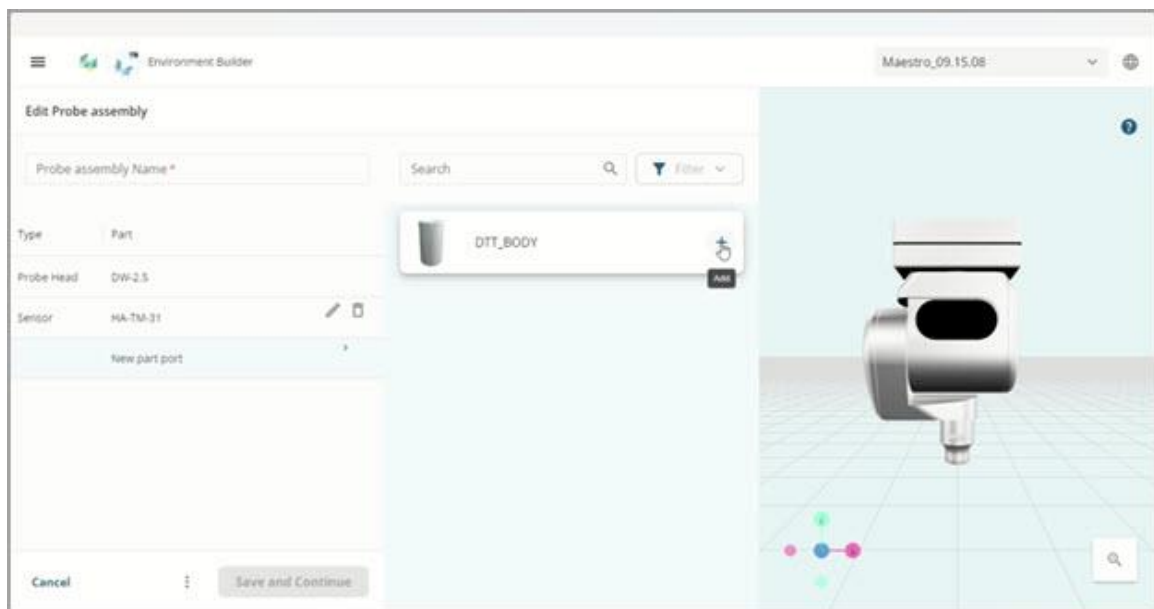 Environment Builder
Maestro_09.15.08
Edit Probe assembly
Probe assembly Name *
Search
Filter
Type Part
DTT_BODY
Add
Probe Head DW-2.5
Sensor HA-TM-31
New part port
Cancel
Save and Continue